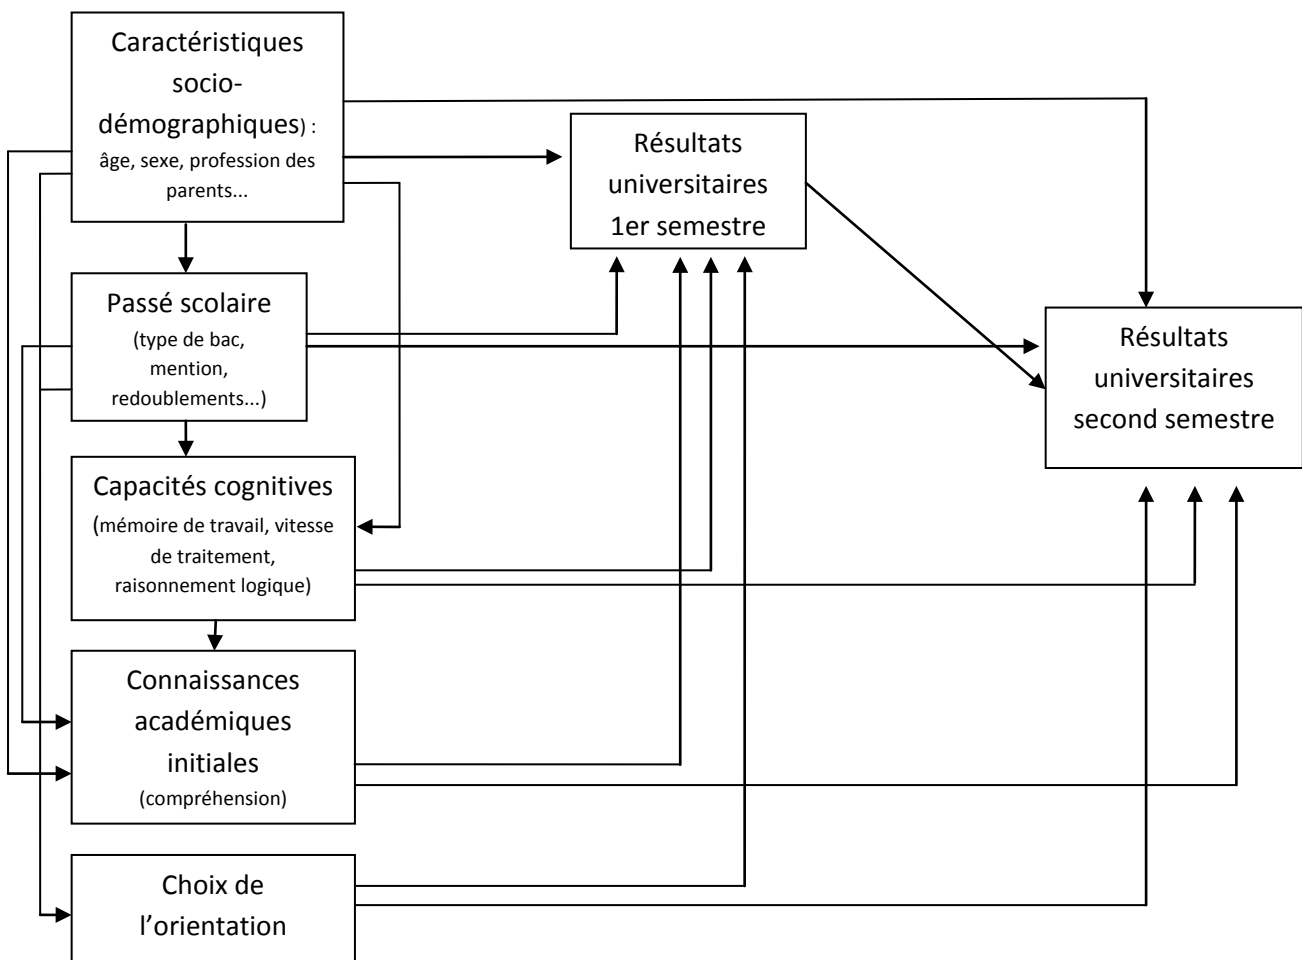 Caractéristiques
socio-
démographiques) :
âge, sexe, profession des
parents...
Résultats
universitaires
1er semestre
Passé scolaire
(type de bac,
mention,
redoublements...)
Résultats
universitaires
second semestre
Capacités cognitives
(mémoire de travail, vitesse
de traitement,
raisonnement logique)
Connaissances
académiques
initiales
(compréhension)
Choix de
l’orientation